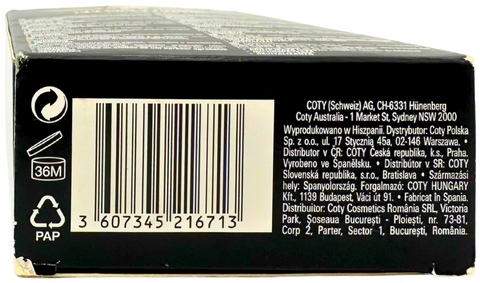 COTY (Schweiz) AG, CH-6331 Hünenberg
Coty Australia - 1 Market St, Sydney NSW 2000
Wyprodukowano w Hiszpanii. Dystrybutor: Coty Polska
Sp. z o.o., ul. 17 Stycznia 45a, 02-146 Warszawa. •
Distributor v ČR: COTY Česká republika, k.s., Praha.
Vyrobeno ve Španělsku. • Distribútor v SR: COTY
Slovenská republika, s.r.o., Bratislava • Származási
hely: Spanyolország. Forgalmazó: COTY HUNGARY
Kft., 1139 Budapest, Váci út 91. • Fabricat în Spania.
Distribuitor: Coty Cosmetics România SRL, Victoria
Park, Șoseaua București - Ploiești, nr. 73-81,
Corp 2, Parter, Sector 1, București, România.
36M
PAP
3 607345 216713